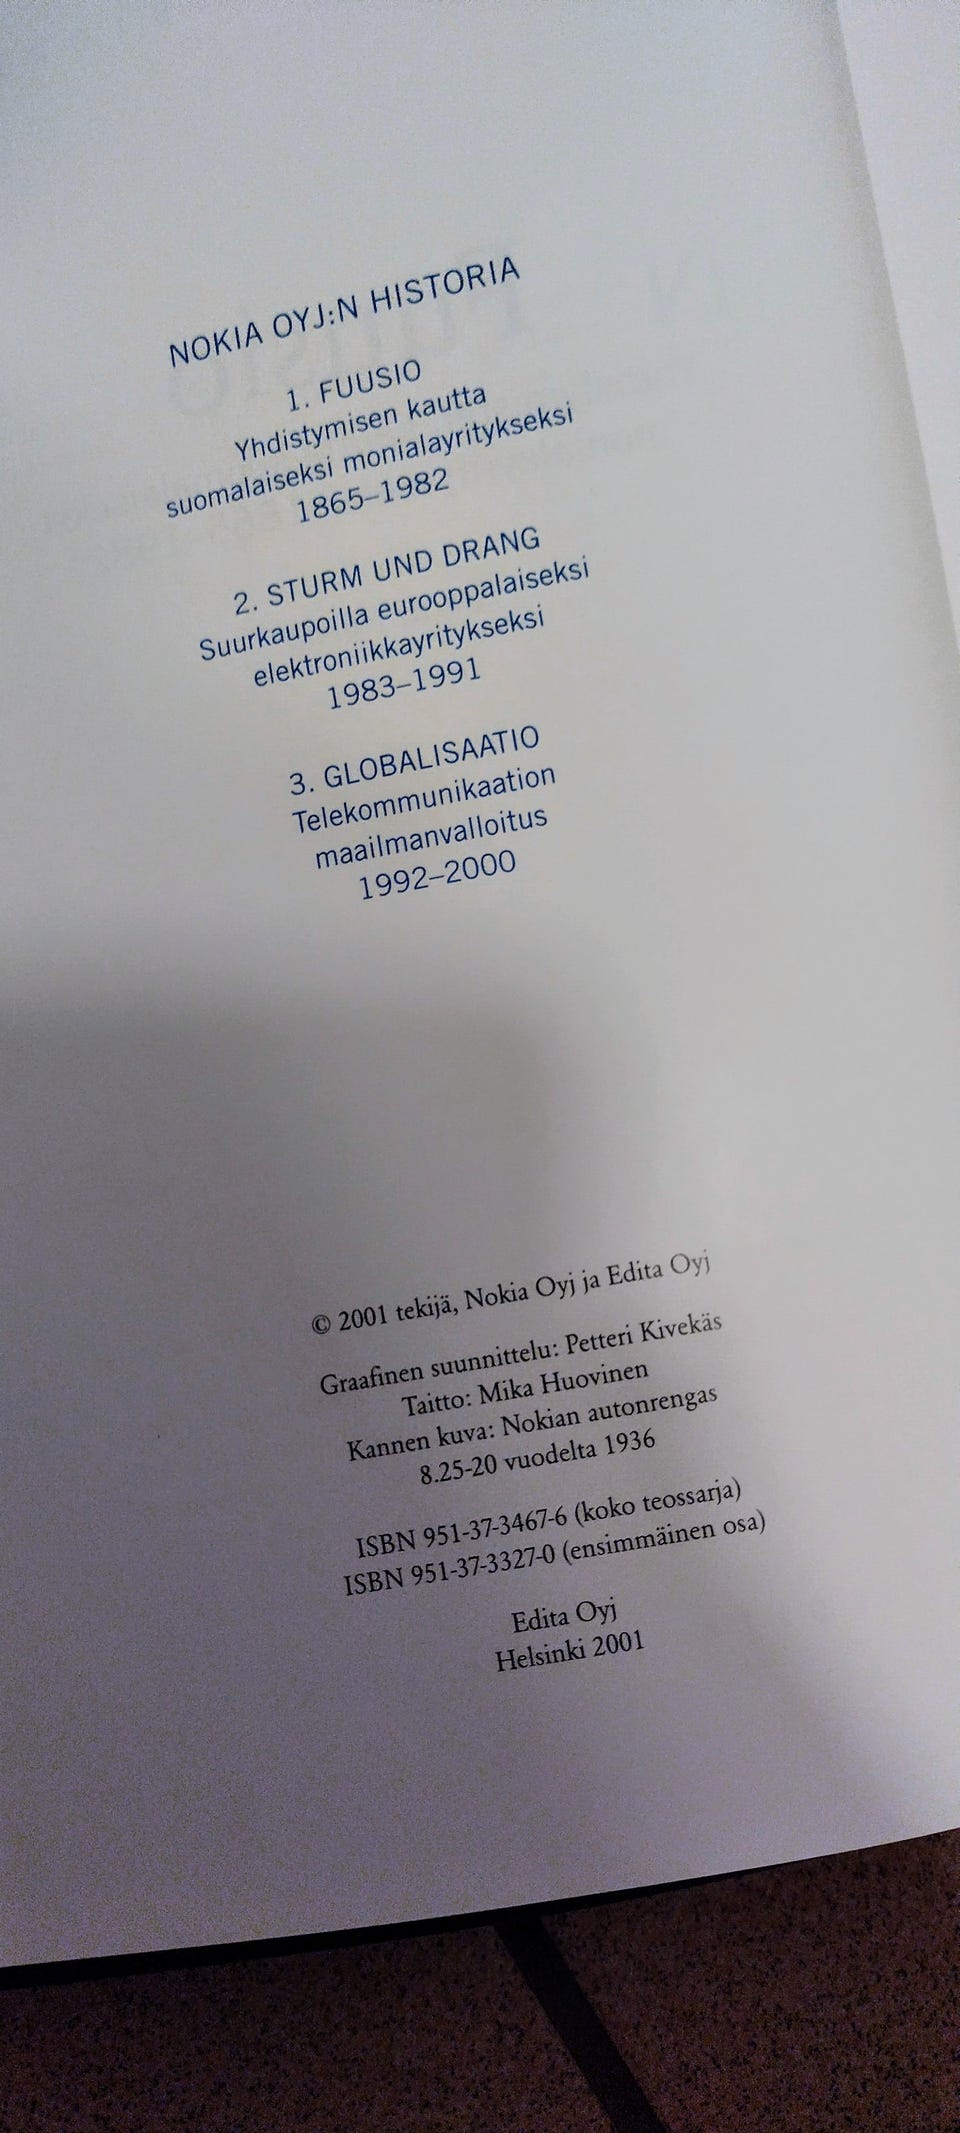 NOKIA OYJ:N HISTORIA
1. FUUSIO
Yhdistymisen kautta
suomalaiseksi monialayritykseksi
1865–1982
2. STURM UND DRANG
Suurkaupoilla eurooppalaiseksi
elektroniikkayritykseksi
1983–1991
3. GLOBALISAATIO
Telekommunikaation
maailmanvalloitus
1992–2000
© 2001 tekijä, Nokia Oyj ja Edita Oyj
Graafinen suunnittelu: Petteri Kivekäs
Taitto: Mika Huovinen
Kannen kuva: Nokian autonrengas
8.25-20 vuodelta 1936
ISBN 951-37-3467-6 (koko teossarja)
ISBN 951-37-3327-0 (ensimmäinen osa)
Edita Oyj
Helsinki 2001